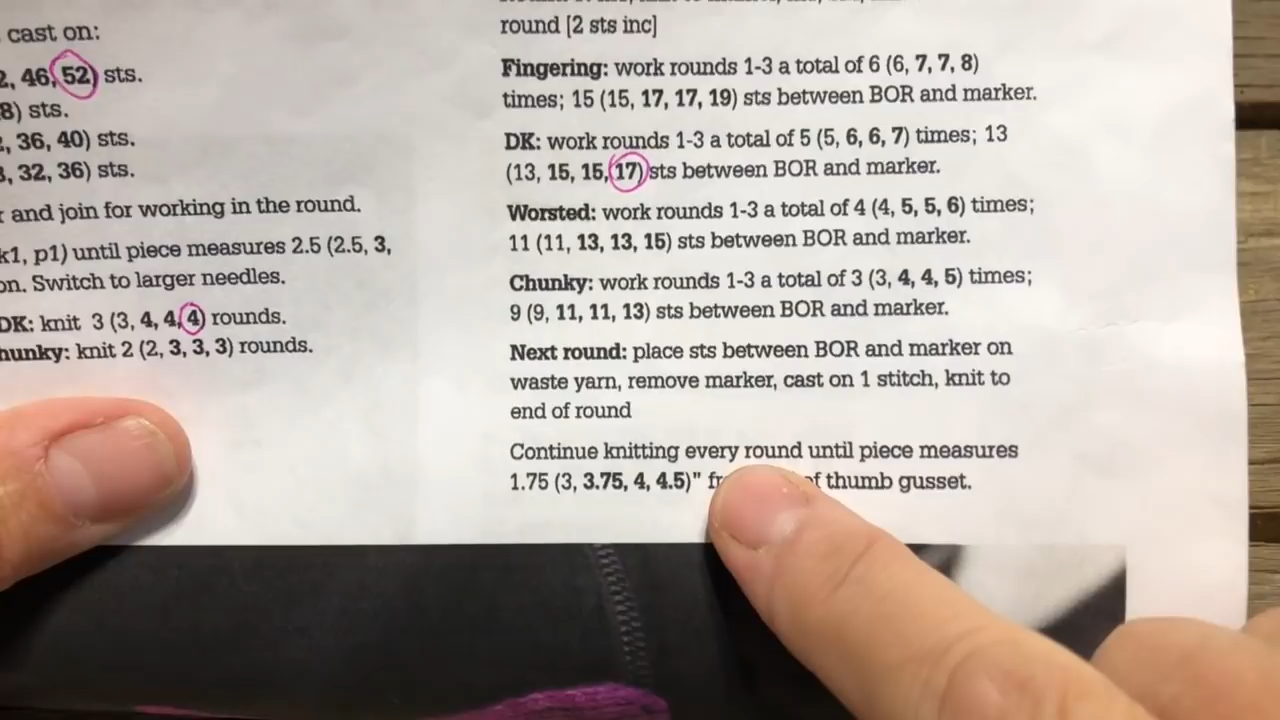 cast on:
2, 46, 52) sts.
8) sts.
, 36, 40) sts.
, 32, 36) sts.
and join for working in the round.
k1, p1) until piece measures 2.5 (2.5, 3,
on. Switch to larger needles.
DK: knit 3 (3, 4, 4, 4) rounds.
hunky: knit 2 (2, 3, 3, 3) rounds.
round [2 sts inc]
Fingering: work rounds 1-3 a total of 6 (6, 7, 7, 8)
times; 15 (15, 17, 17, 19) sts between BOR and marker.
DK: work rounds 1-3 a total of 5 (5, 6, 6, 7) times; 13
(13, 15, 15, 17) sts between BOR and marker.
Worsted: work rounds 1-3 a total of 4 (4, 5, 5, 6) times;
11 (11, 13, 13, 15) sts between BOR and marker.
Chunky: work rounds 1-3 a total of 3 (3, 4, 4, 5) times;
9 (9, 11, 11, 13) sts between BOR and marker.
Next round: place sts between BOR and marker on
waste yarn, remove marker, cast on 1 stitch, knit to
end of round
Continue knitting every round until piece measures
1.75 (3, 3.75, 4, 4.5)" fr of thumb gusset.